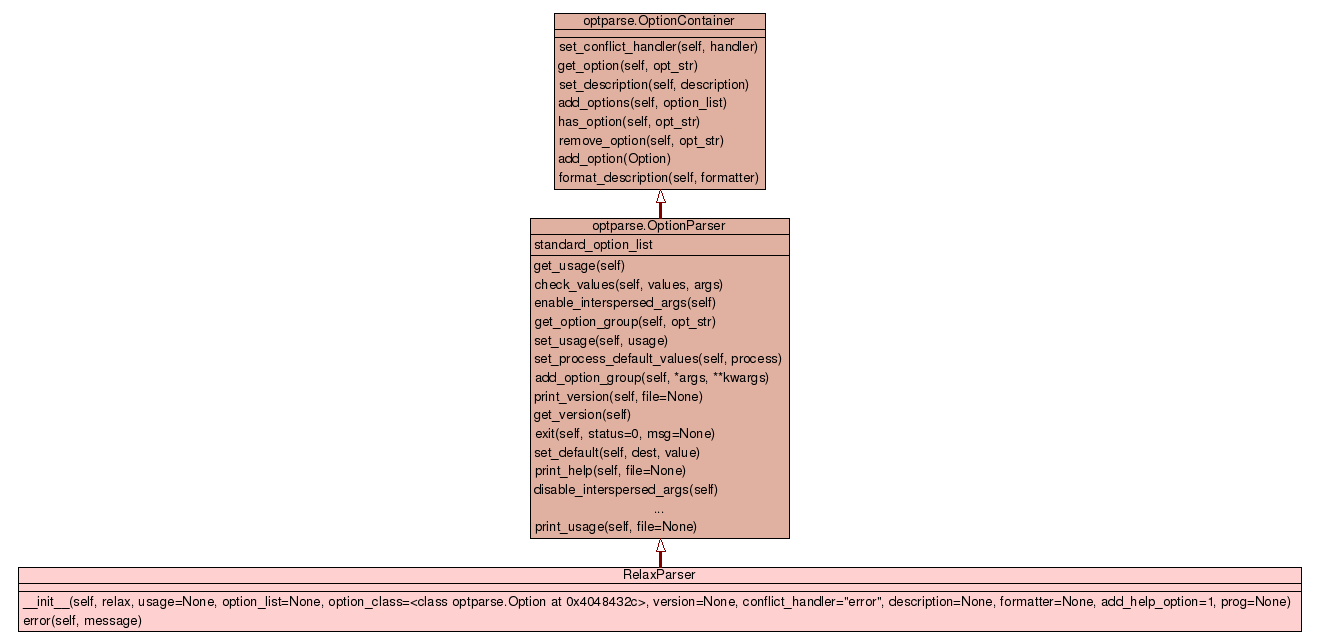 optparse.OptionContainer
set_conflict_handler(self, handler)
get_option(self, opt_str)
set_description(self, description)
add_options(self, option_list)
has_option(self, opt_str)
remove_option(self, opt_str)
add_option(Option)
format_description(self, formatter)
optparse.OptionParser
standard_option_list
get_usage(self)
check_values(self, values, args)
enable_interspersed_args(self)
get_option_group(self, opt_str)
set_usage(self, usage)
set_process_default_values(self, process)
add_option_group(self, *args, **kwargs)
print_version(self, file=None)
get_version(self)
exit(self, status=0, msg=None)
set_default(self, dest, value)
print_help(self, file=None)
disable_interspersed_args(self)
...
print_usage(self, file=None)
RelaxParser
__init__(self, relax, usage=None, option_list=None, option_class=<class optparse.Option at 0x4048432c>, version=None, conflict_handler="error", description=None, formatter=None, add_help_option=1, prog=None)
error(self, message)